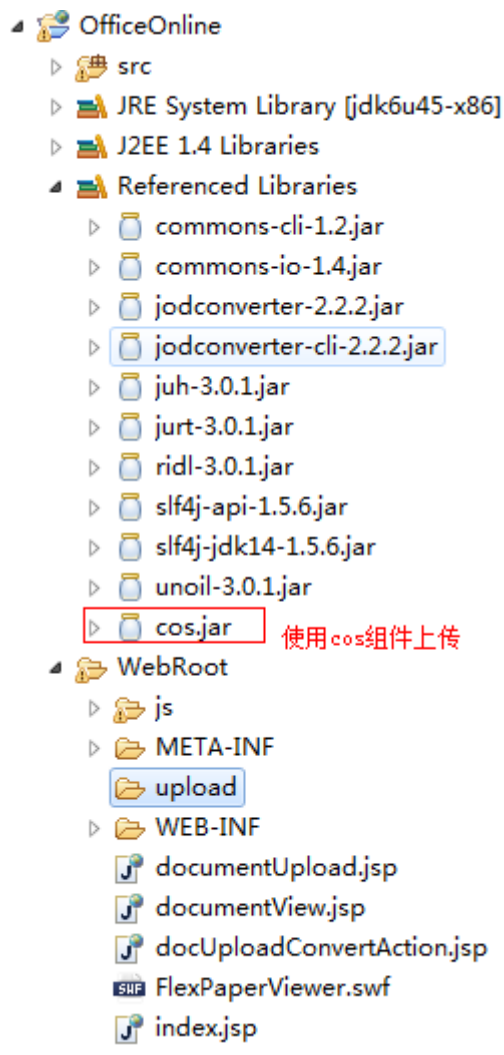 OfficeOnline
src
JRE System Library [jdk6u45-x86]
J2EE 1.4 Libraries
Referenced Libraries
commons-cli-1.2.jar
commons-io-1.4.jar
jodconverter-2.2.2.jar
jodconverter-cli-2.2.2.jar
juh-3.0.1.jar
jurt-3.0.1.jar
ridl-3.0.1.jar
slf4j-api-1.5.6.jar
slf4j-jdk14-1.5.6.jar
unoil-3.0.1.jar
cos.jar 使用cos组件上传
WebRoot
js
META-INF
upload
WEB-INF
documentUpload.jsp
documentView.jsp
docUploadConvertAction.jsp
FlexPaperViewer.swf
index.jsp